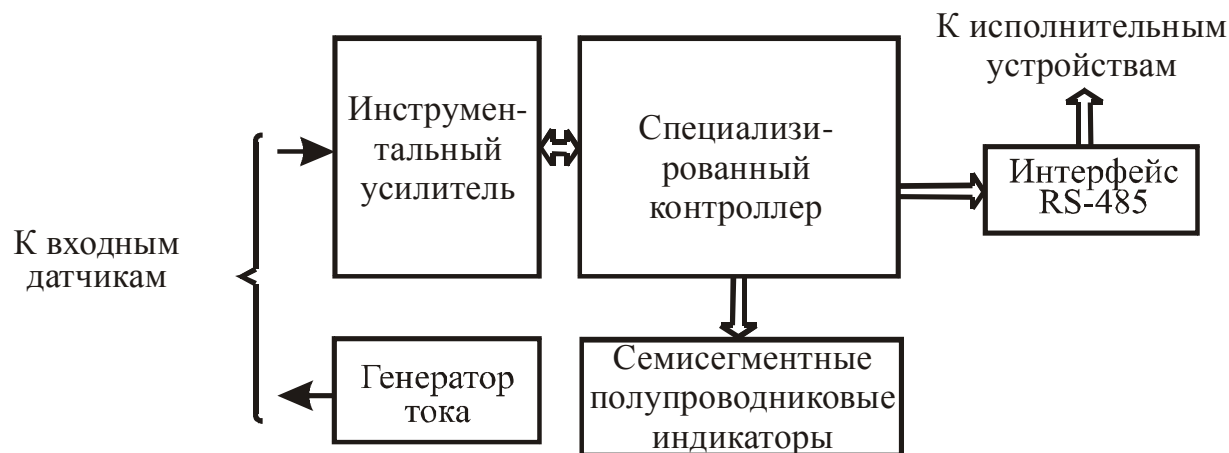 К исполнительным
устройствам
Инструмен-
тальный
усилитель
Специализи-
рованный
контроллер
Интерфейс
RS-485
К входным
датчикам
Генератор
тока
Семисегментные
полупроводниковые
индикаторы